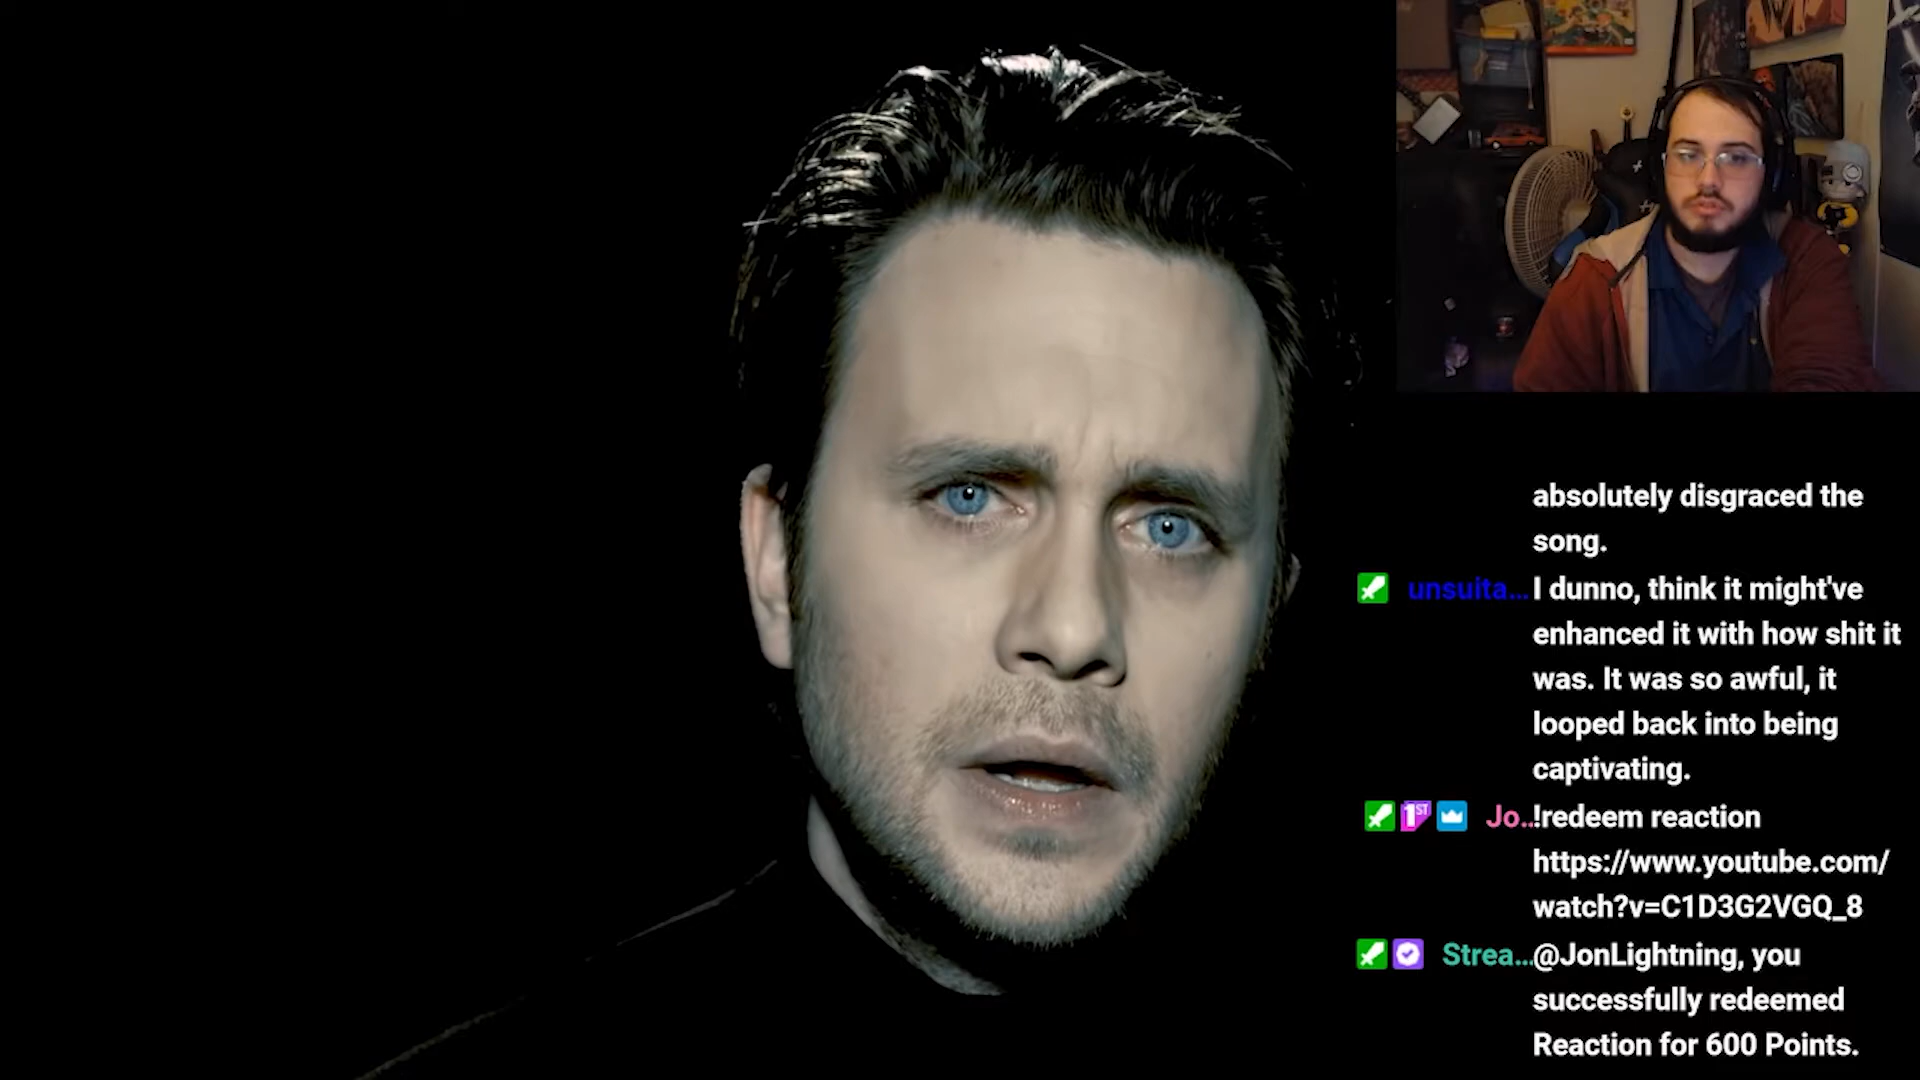 absolutely disgraced the
song.
unsuita... I dunno, think it might've
enhanced it with how shit it
was. It was so awful, it
looped back into being
captivating.
1ST Jo... !redeem reaction
https://www.youtube.com/
watch?v=C1D3G2VGQ_8
Strea... @JonLightning, you
successfully redeemed
Reaction for 600 Points.